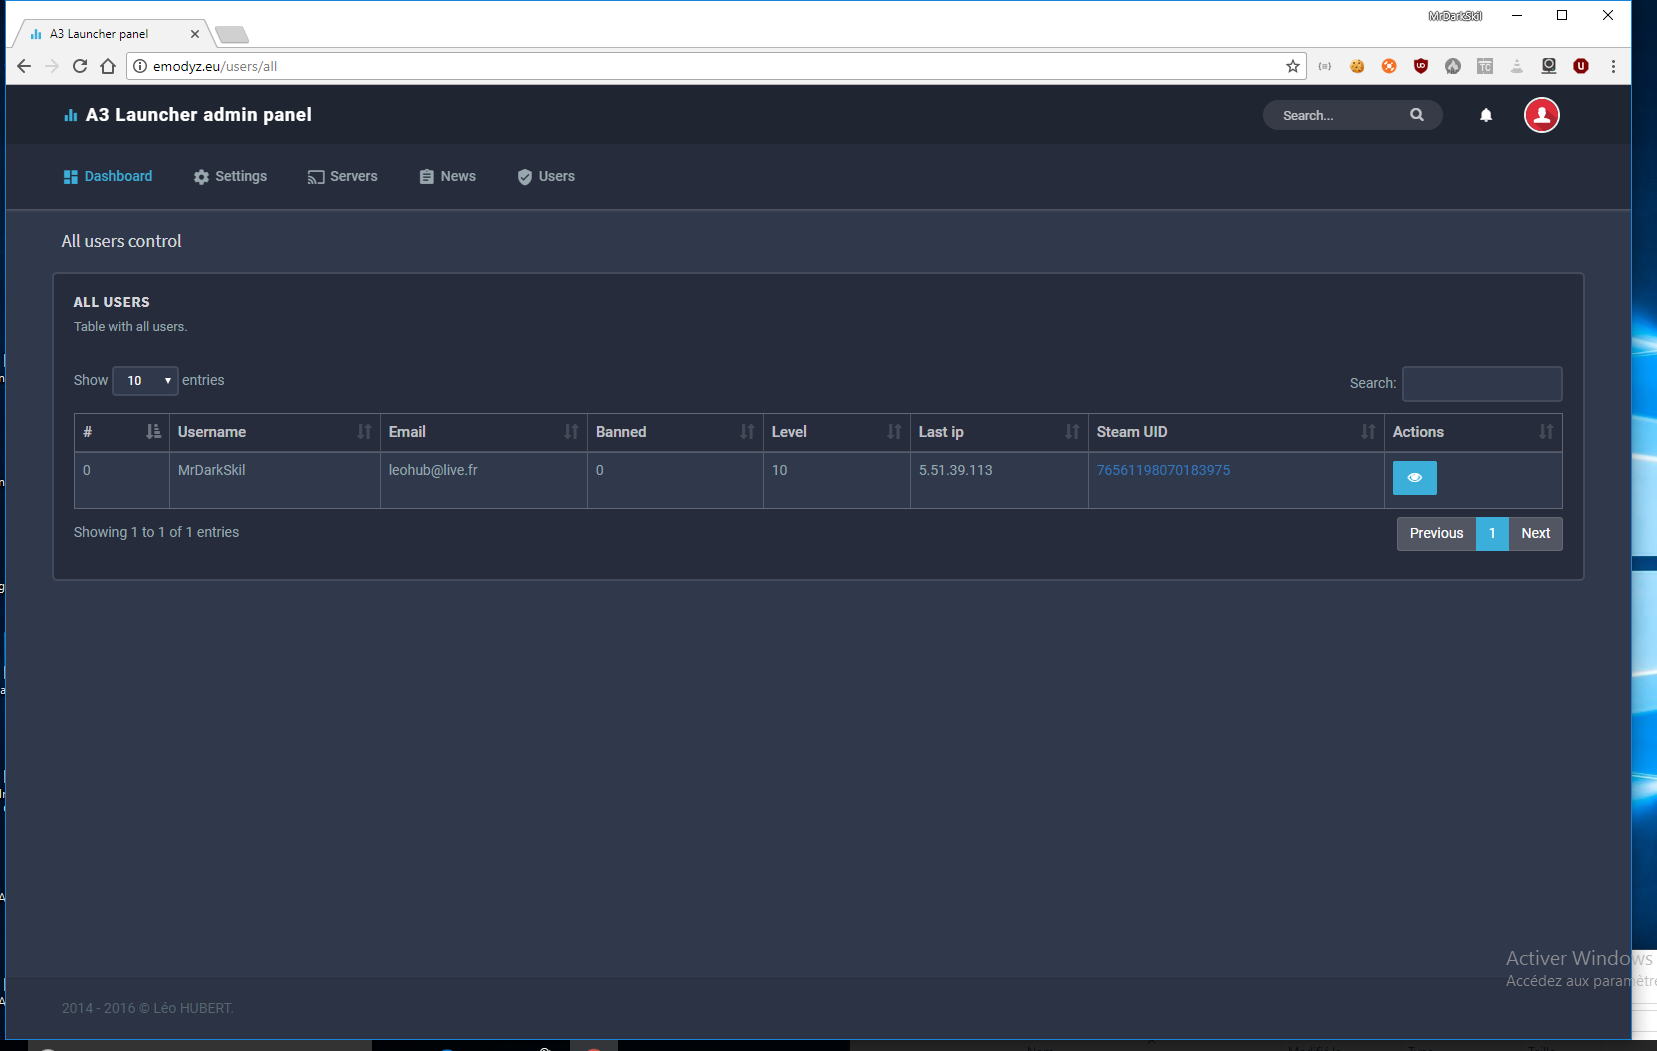 MrDarkSkil
A3 Launcher panel
emodyz.eu/users/all
A3 Launcher admin panel
Search...
Dashboard Settings Servers News Users
All users control
ALL USERS
Table with all users.
Show 10 entries
Search:
# Username Email Banned Level Last ip Steam UID Actions
0 MrDarkSkil leohub@live.fr 0 10 5.51.39.113 76561198070183975
Showing 1 to 1 of 1 entries
Previous 1 Next
Activer Windows
Accédez aux paramètre
2014 - 2016 © Léo HUBERT.